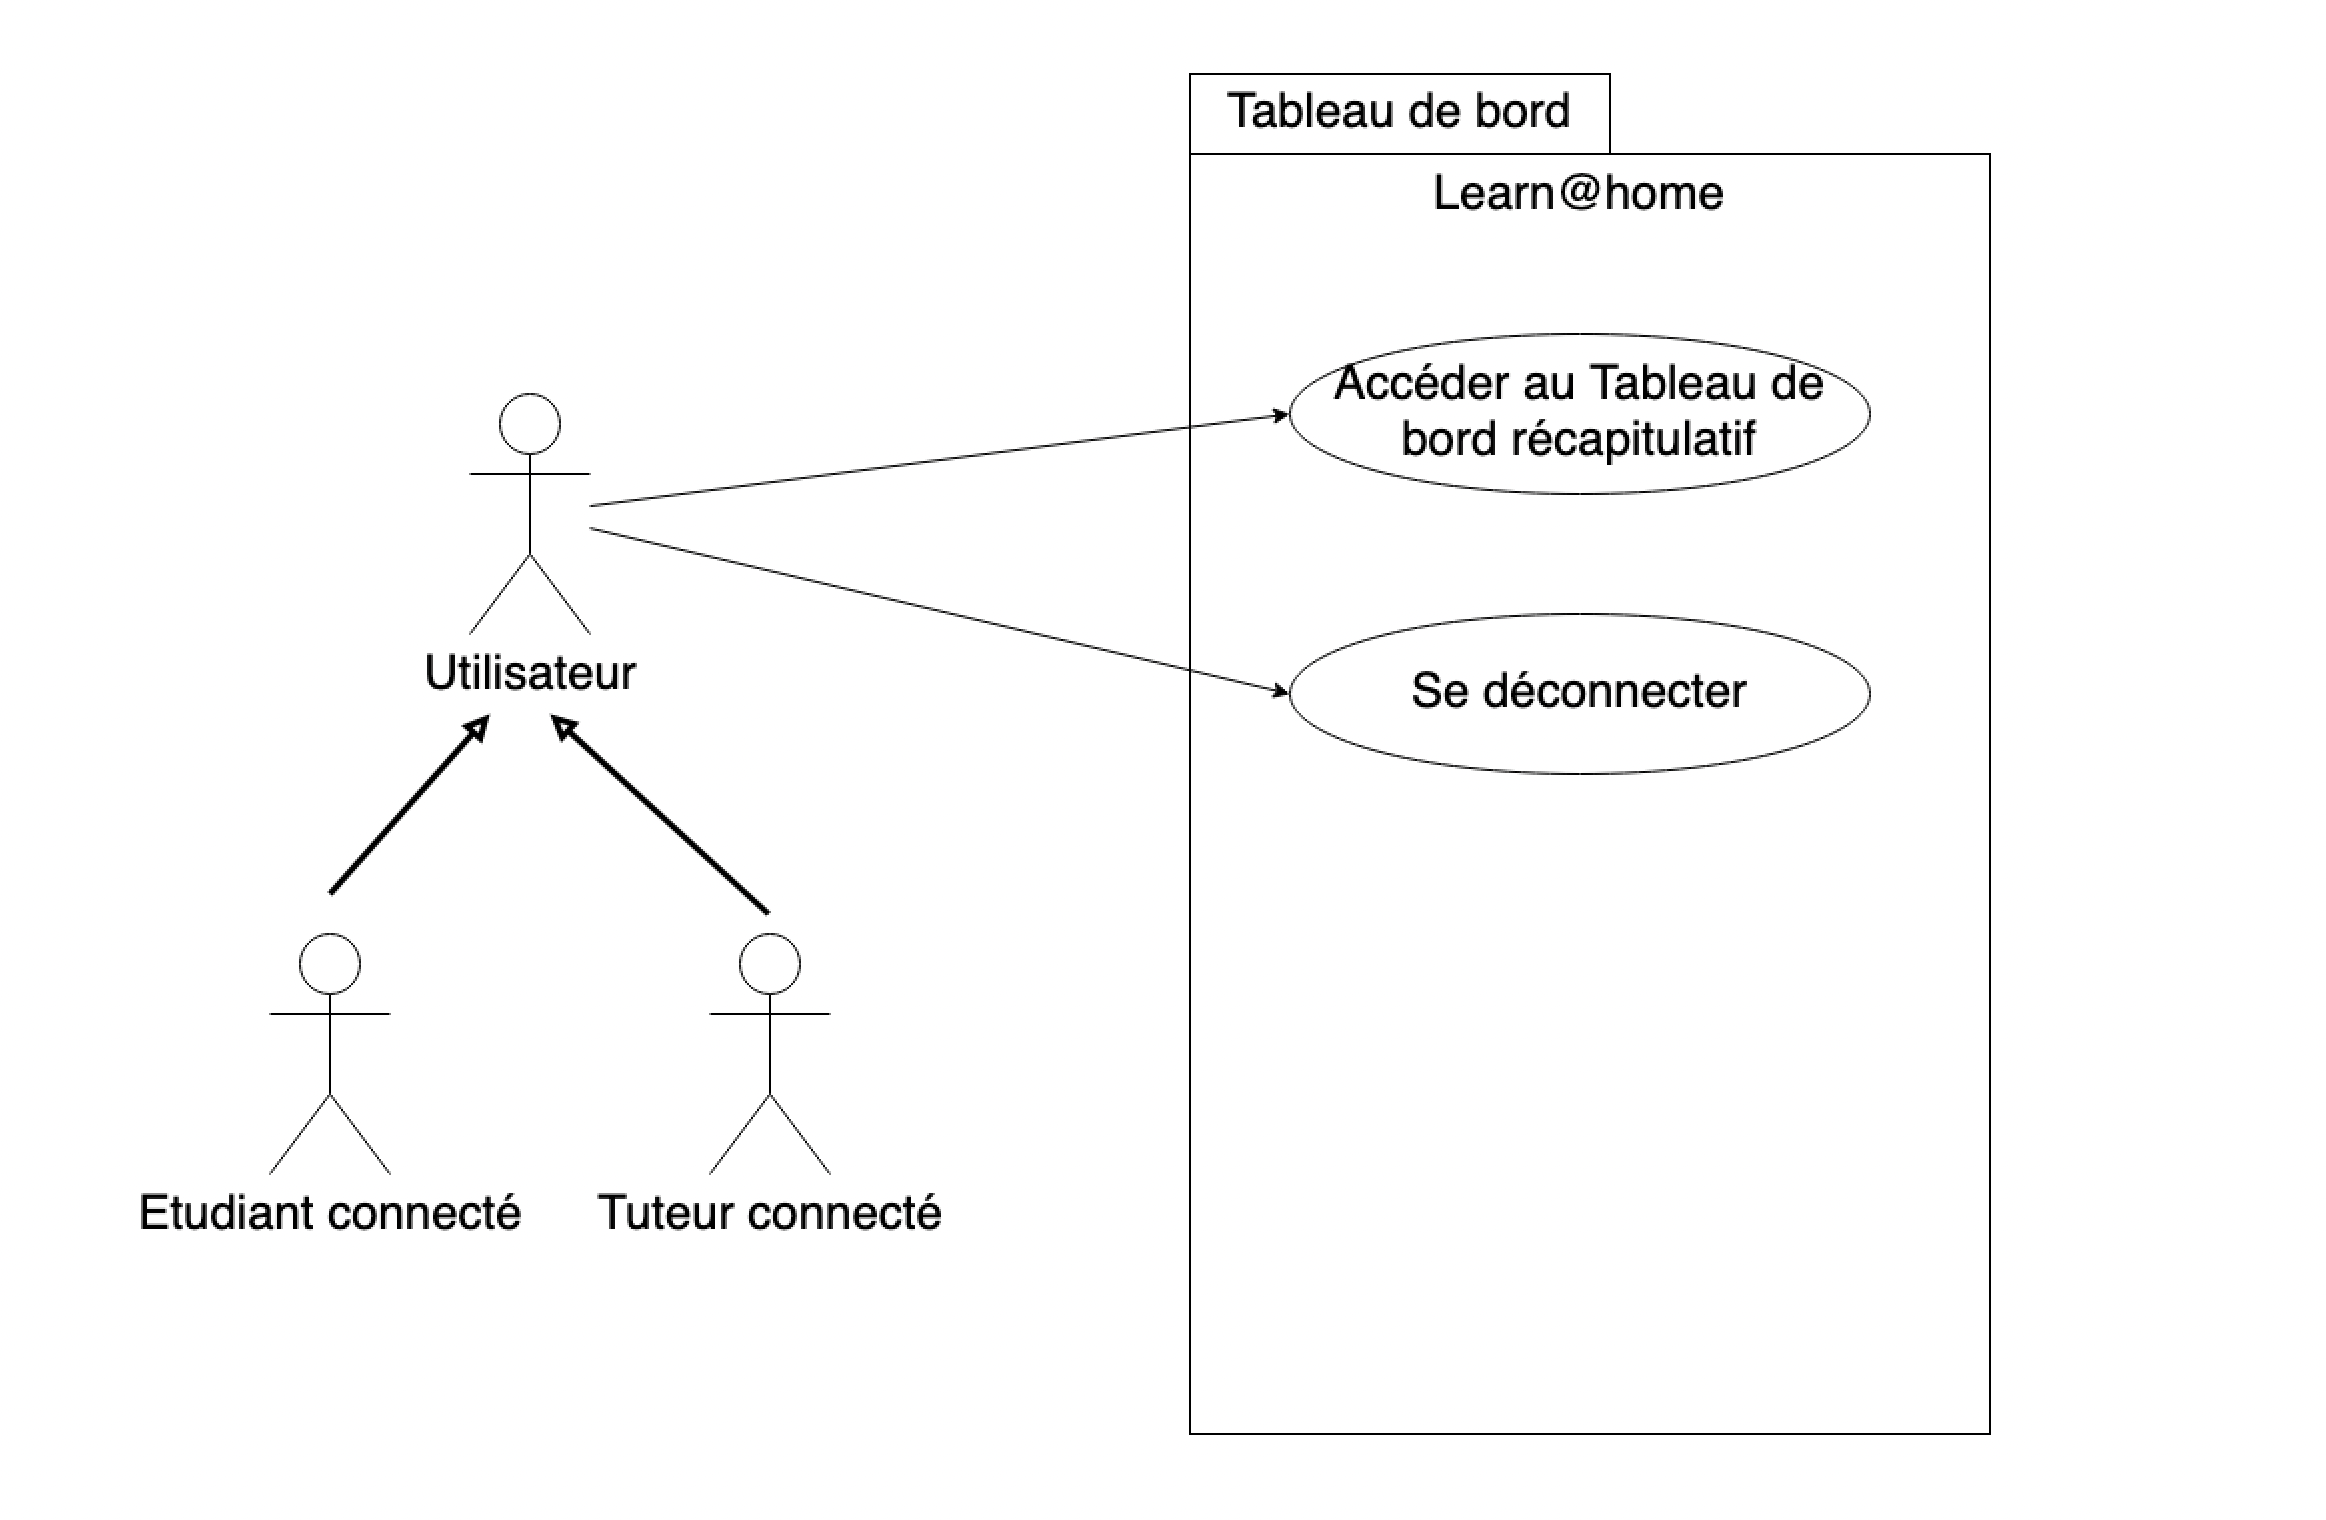 Tableau de bord
Learn@home
Accéder au Tableau de
bord récapitulatif
Utilisateur
Se déconnecter
Etudiant connecté
Tuteur connecté